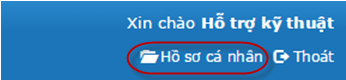 Xin chào Hỗ trợ kỹ thuật
Hồ sơ cá nhân Thoát